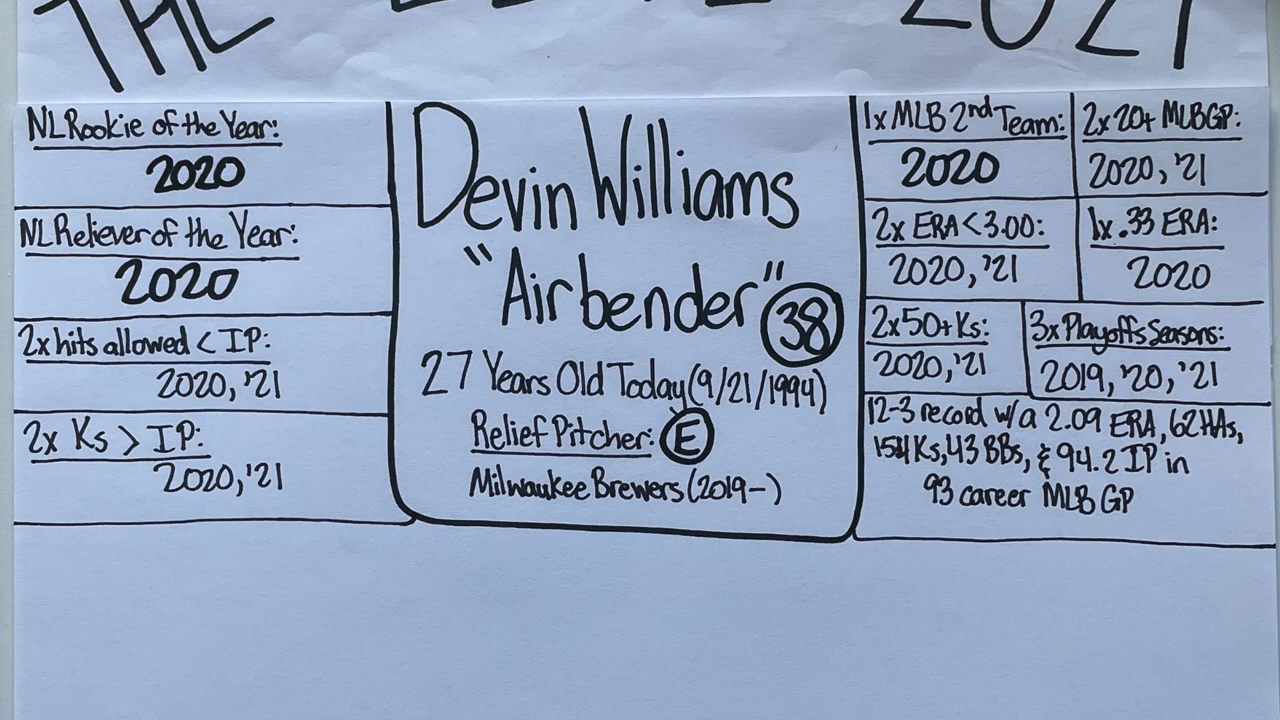 THE 2021
NL Rookie of the Year:
2020
NL Reliever of the Year:
2020
2x hits allowed < IP:
2020, '21
2x Ks > IP:
2020, '21
Devin Williams
"Airbender"
38
27 Years Old Today (9/21/1994)
Relief Pitcher: E
Milwaukee Brewers (2019-)
1x MLB 2nd Team:
2020
2x 20+ MLB GP:
2020, '21
2x ERA < 3.00:
2020, '21
1x .33 ERA:
2020
2x 50+ Ks:
2020, '21
3x Playoffs Seasons:
2019, '20, '21
12-3 record w/a 2.09 ERA, 62 HAs,
154 Ks, 43 BBs, & 94.2 IP in
93 career MLB GP